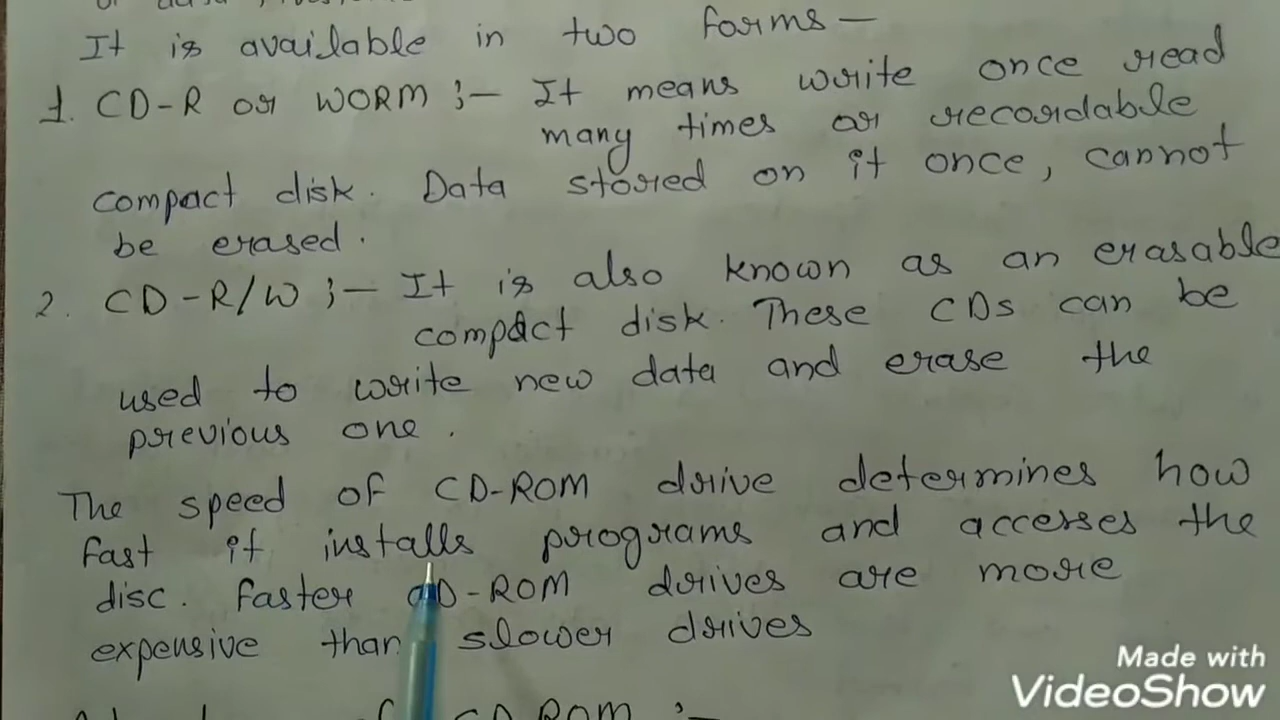 It is available in two forms —
1. CD-R or WORM ;— It means write once read
many times or recordable
compact disk. Data stored on it once, cannot
be erased.
2. CD-R/W ;— It is also known as an erasable
compact disk. These CDs can be
used to write new data and erase the
previous one.
The speed of CD-ROM drive determines how
fast it installs programs and accesses the
disc. Faster CD-ROM drives are more
expensive than slower drives
of CD ROM :-
Made with
VideoShow